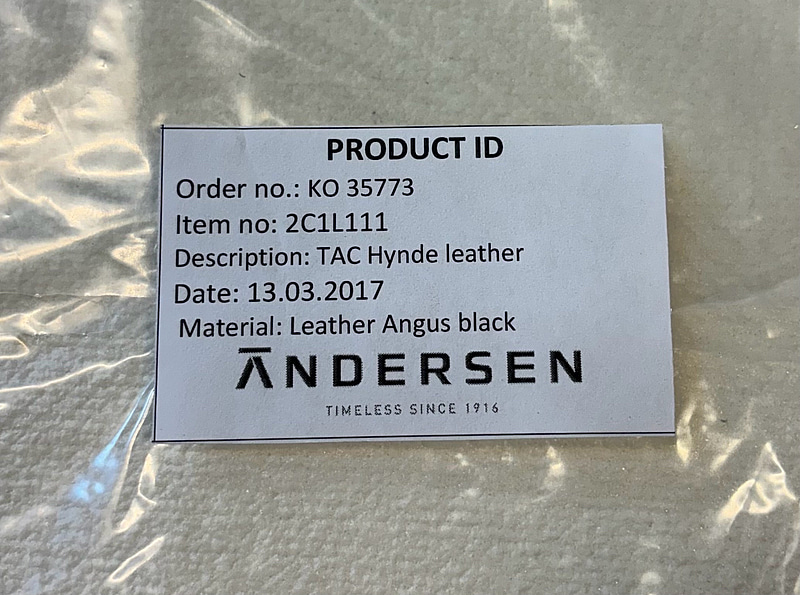 PRODUCT ID
Order no.: KO 35773
Item no: 2C1L111
Description: TAC Hynde leather
Date: 13.03.2017
Material: Leather Angus black
ANDERSEN
TIMELESS SINCE 1916